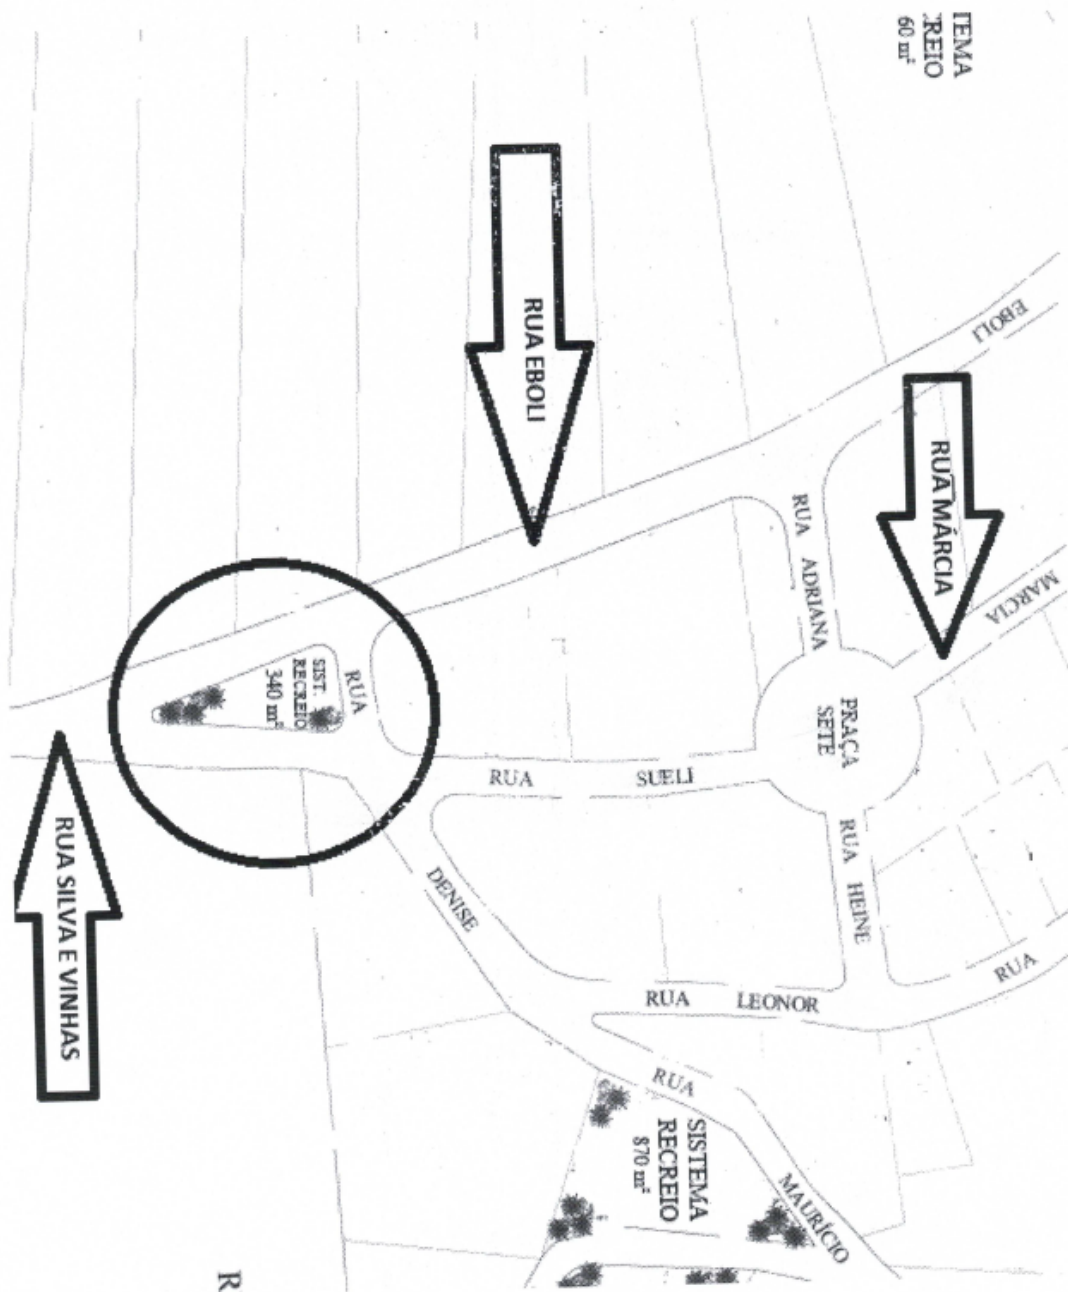 TEMA
REIO
60 m²
EBOLI
RUA EBOLI
RUA MÁRCIA
MARCIA
RUA ADRIANA
PRAÇA
SETE
SIST.
RECREIO
340 m²
RUA
RUA SUELI
RUA HEINE
DENISE
RUA SILVA E VINHAS
RUA LEONOR
RUA
RUA
MAURÍCIO
SISTEMA
RECREIO
870 m²
R